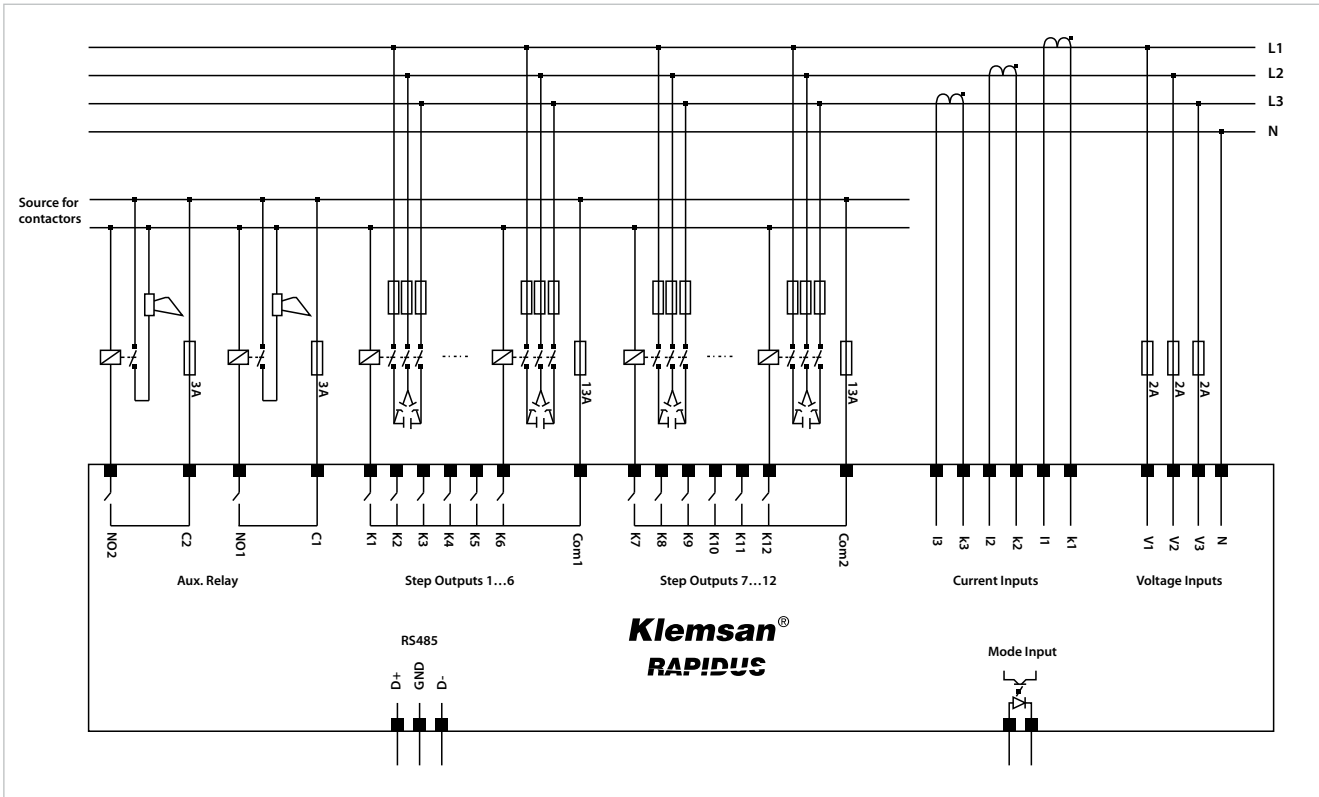 L1
L2
L3
N
Source for
contactors
3A
3A
13A
13A
2A
2A
2A
NO2
C2
NO1
C1
K1
K2
K3
K4
K5
K6
Com1
K7
K8
K9
K10
K11
K12
Com2
l3
k3
l2
k2
l1
k1
V1
V2
V3
N
Aux. Relay
Step Outputs 1...6
Step Outputs 7...12
Current Inputs
Voltage Inputs
Klemsan®
RAPIDUS
RS485
D+
GND
D-
Mode Input